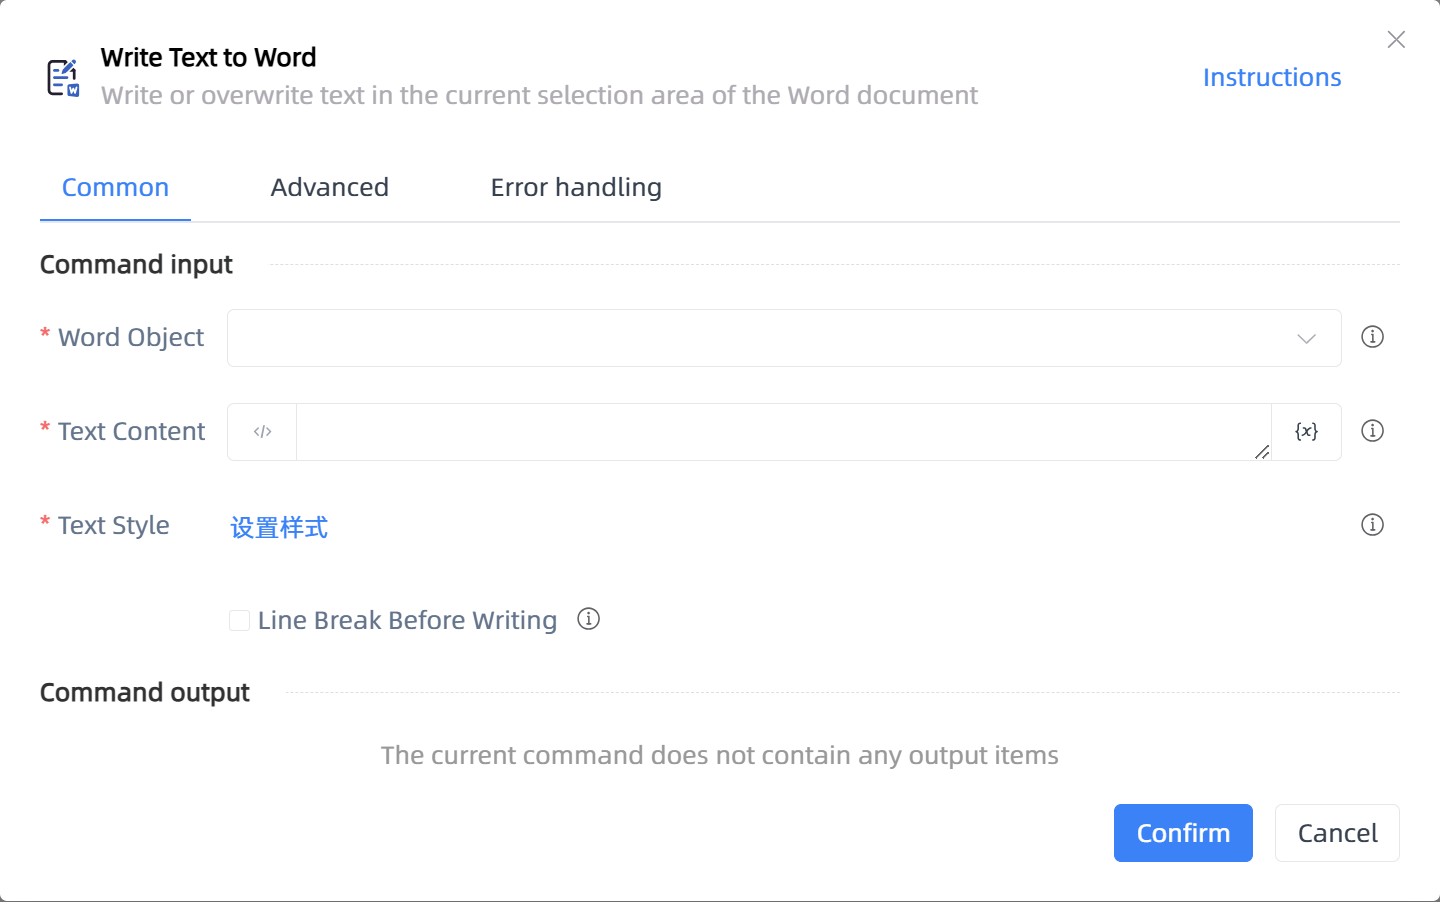 Write Text to Word
Write or overwrite text in the current selection area of the Word document
Instructions
Common Advanced Error handling
Command input
* Word Object
* Text Content </> {x}
* Text Style 设置样式
Line Break Before Writing
Command output
The current command does not contain any output items
Confirm Cancel